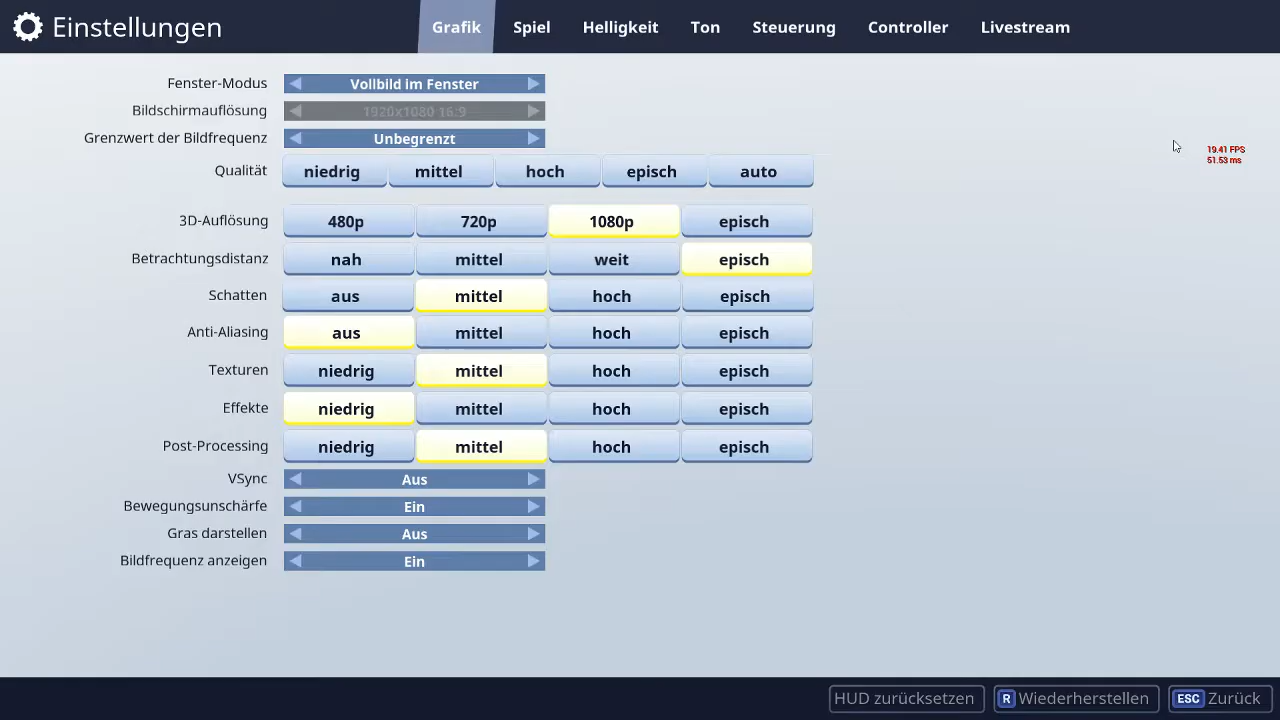 Einstellungen
Grafik Spiel Helligkeit Ton Steuerung Controller Livestream
Fenster-Modus Vollbild im Fenster
Bildschirmauflösung 1920x1080 16:9
Grenzwert der Bildfrequenz Unbegrenzt
19.41 FPS
51.53 ms
Qualität niedrig mittel hoch episch auto
3D-Auflösung 480p 720p 1080p episch
Betrachtungsdistanz nah mittel weit episch
Schatten aus mittel hoch episch
Anti-Aliasing aus mittel hoch episch
Texturen niedrig mittel hoch episch
Effekte niedrig mittel hoch episch
Post-Processing niedrig mittel hoch episch
VSync Aus
Bewegungsunschärfe Ein
Gras darstellen Aus
Bildfrequenz anzeigen Ein
HUD zurücksetzen R Wiederherstellen ESC Zurück